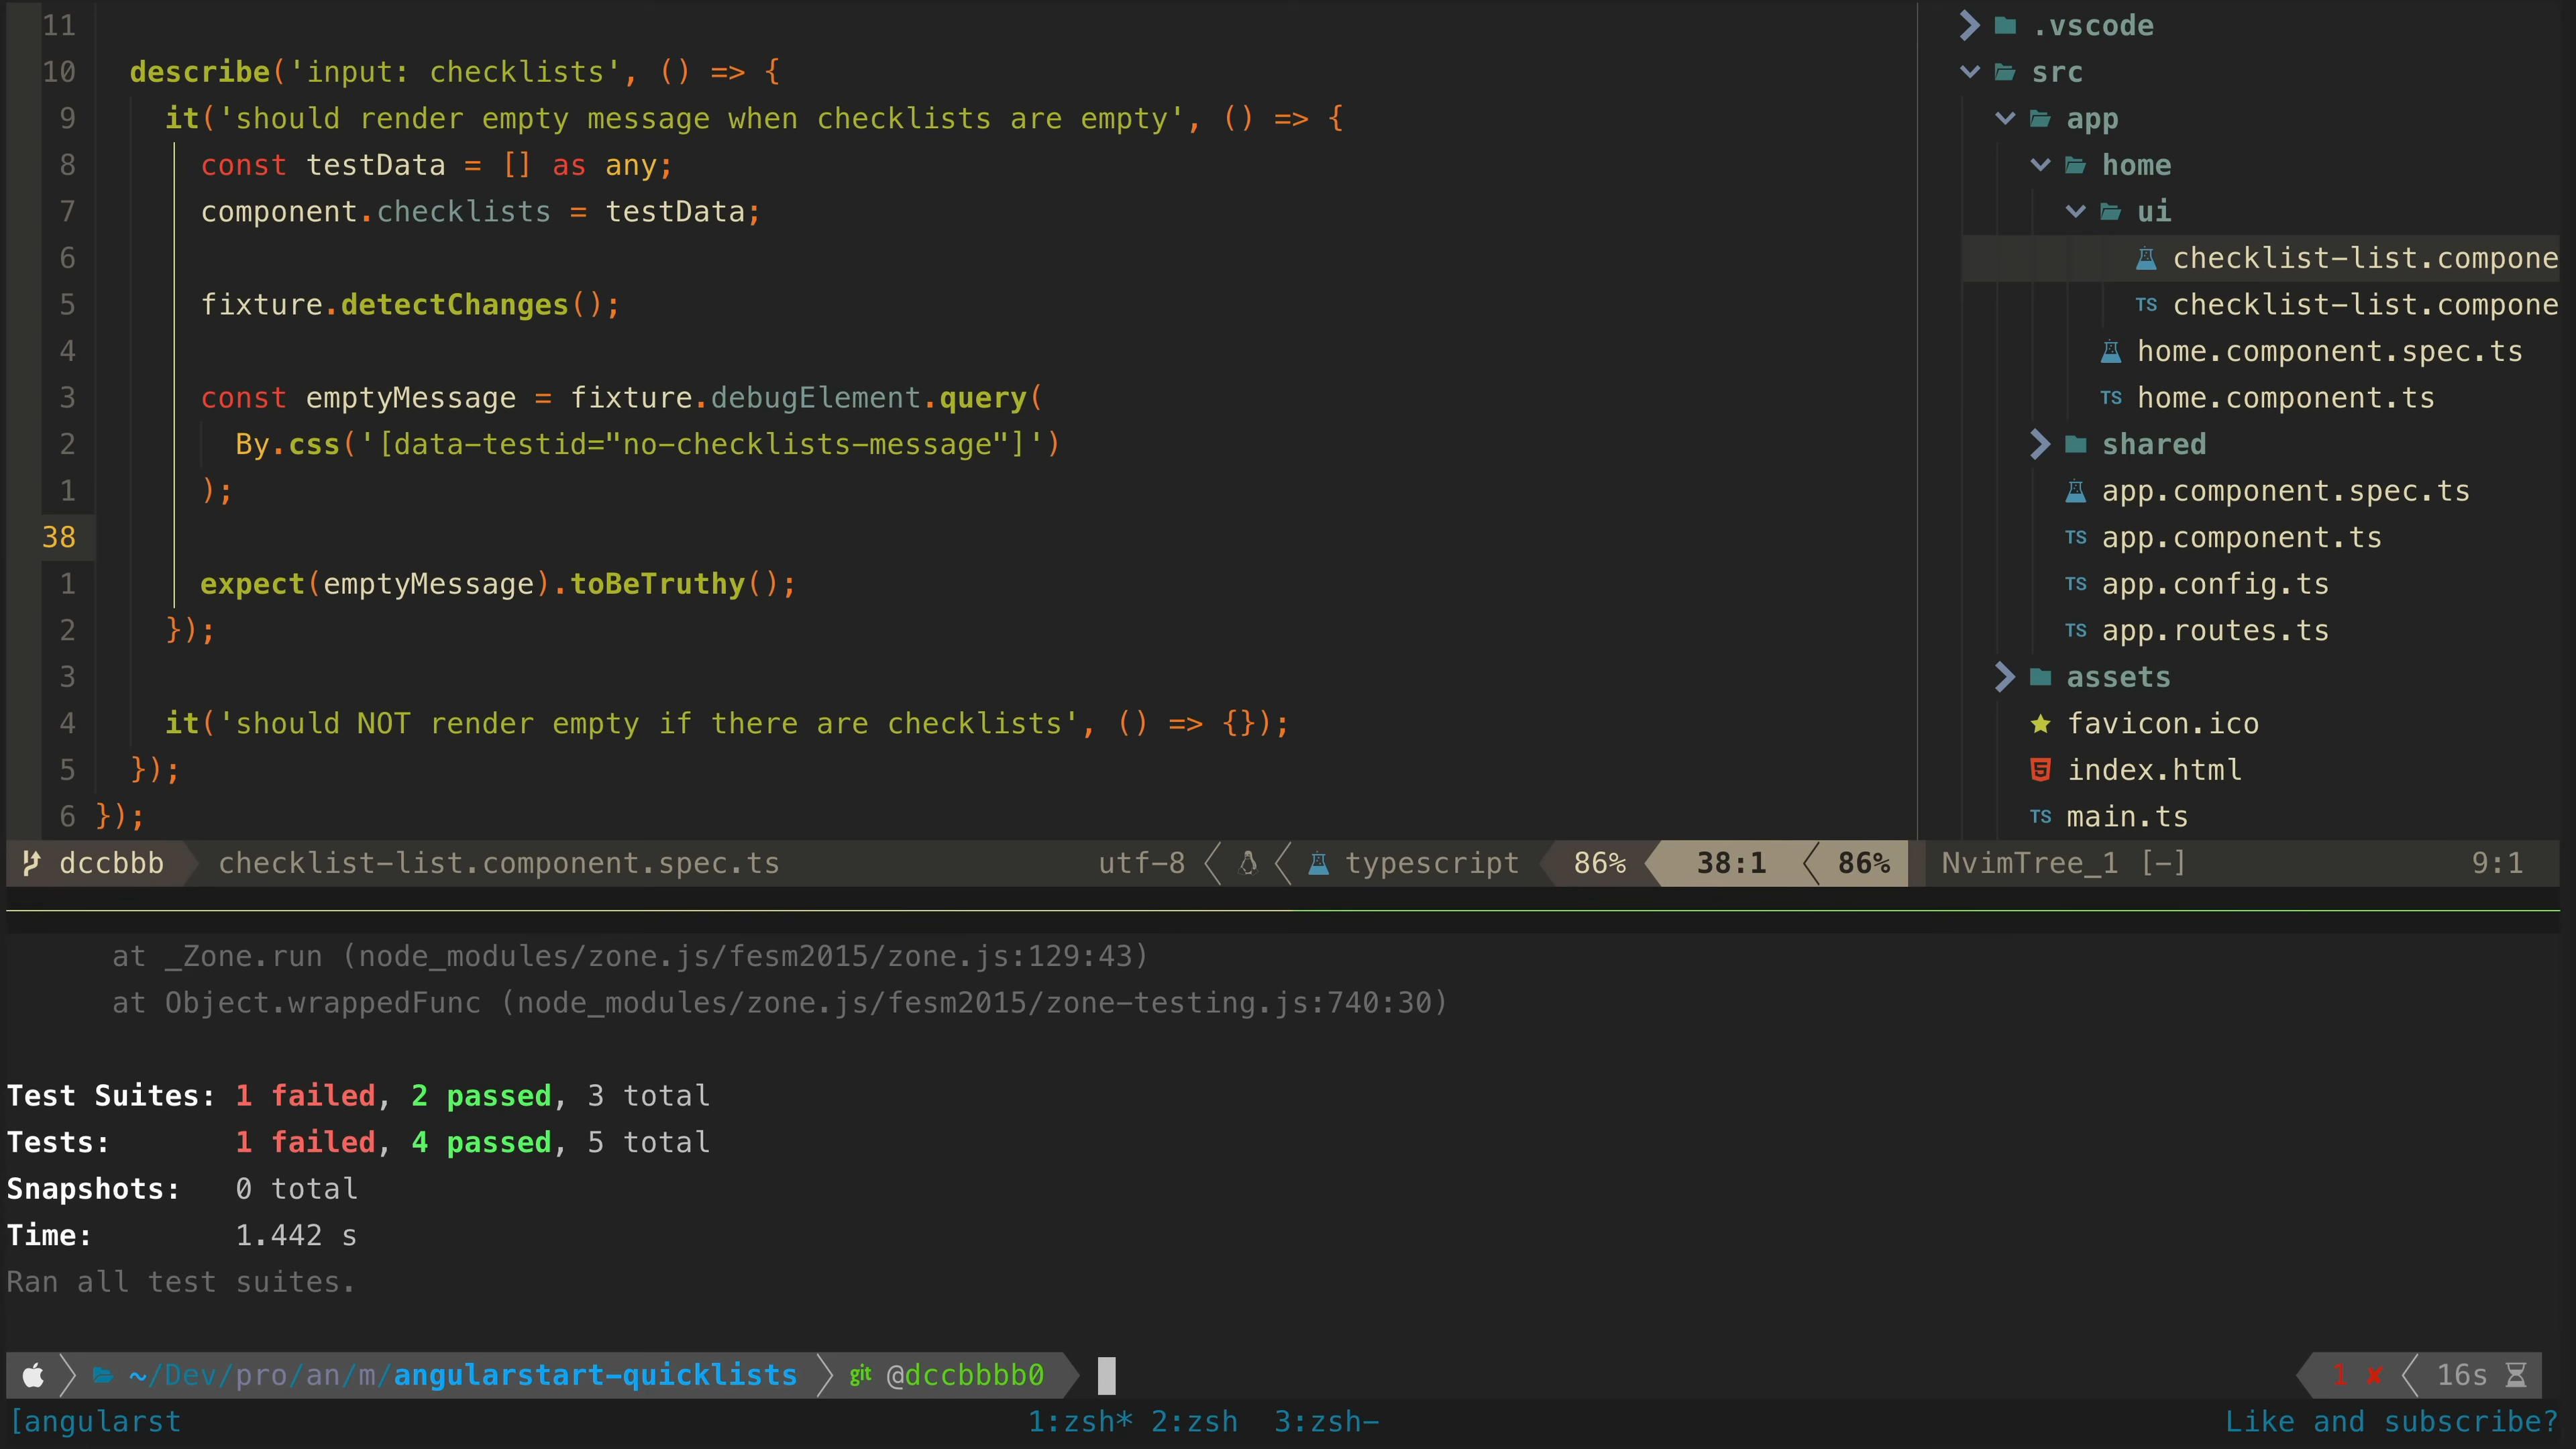 11
10 describe('input: checklists', () => {
9 it('should render empty message when checklists are empty', () => {
8 const testData = [] as any;
7 component.checklists = testData;
6
5 fixture.detectChanges();
4
3 const emptyMessage = fixture.debugElement.query(
2 By.css('[data-testid="no-checklists-message"]')
1 );
38
1 expect(emptyMessage).toBeTruthy();
2 });
3
4 it('should NOT render empty if there are checklists', () => {});
5 });
6 });
.vscode
src
app
home
ui
checklist-list.compone
TS checklist-list.compone
home.component.spec.ts
TS home.component.ts
shared
app.component.spec.ts
TS app.component.ts
TS app.config.ts
TS app.routes.ts
assets
favicon.ico
index.html
TS main.ts
dccbbb checklist-list.component.spec.ts utf-8 typescript 86% 38:1 86% NvimTree_1 [-] 9:1
at _Zone.run (node_modules/zone.js/fesm2015/zone.js:129:43)
at Object.wrappedFunc (node_modules/zone.js/fesm2015/zone-testing.js:740:30)
Test Suites: 1 failed, 2 passed, 3 total
Tests: 1 failed, 4 passed, 5 total
Snapshots: 0 total
Time: 1.442 s
Ran all test suites.
~/Dev/pro/an/m/angularstart-quicklists git @dccbbbb0 1 ✘ 16s
[angularst 1:zsh* 2:zsh 3:zsh- Like and subscribe?